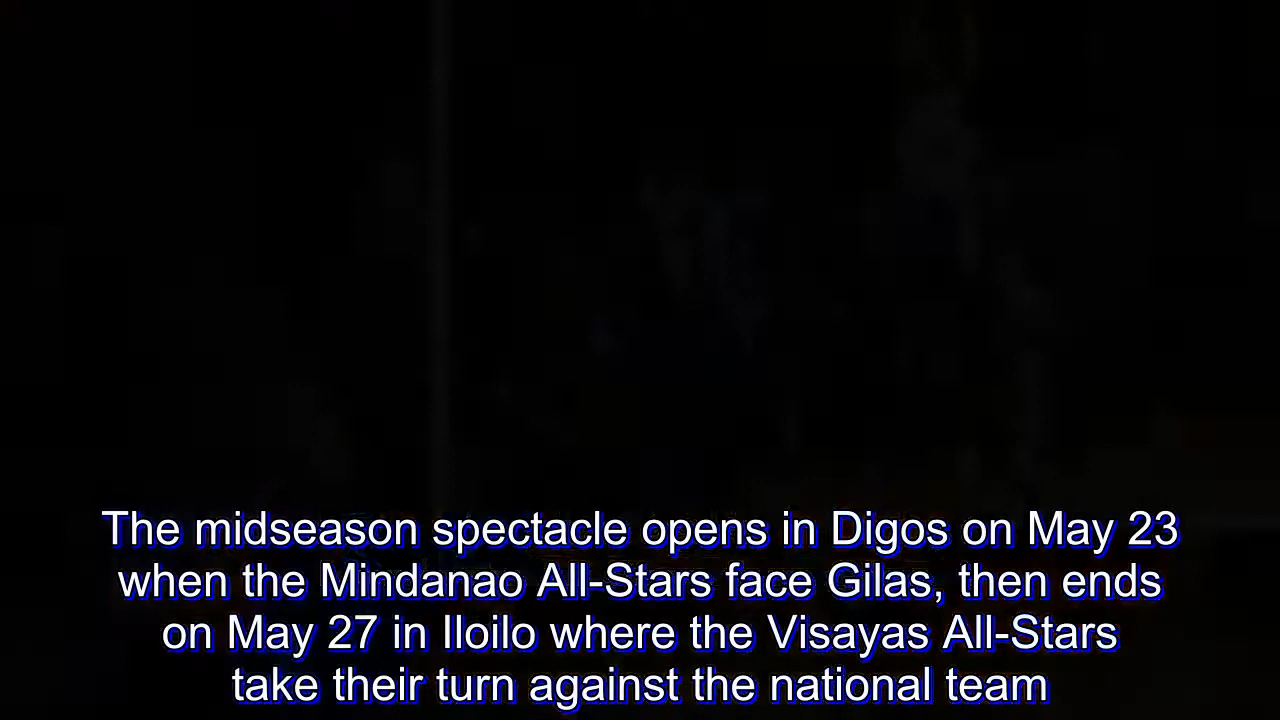 The midseason spectacle opens in Digos on May 23
when the Mindanao All-Stars face Gilas, then ends
on May 27 in Iloilo where the Visayas All-Stars
take their turn against the national team